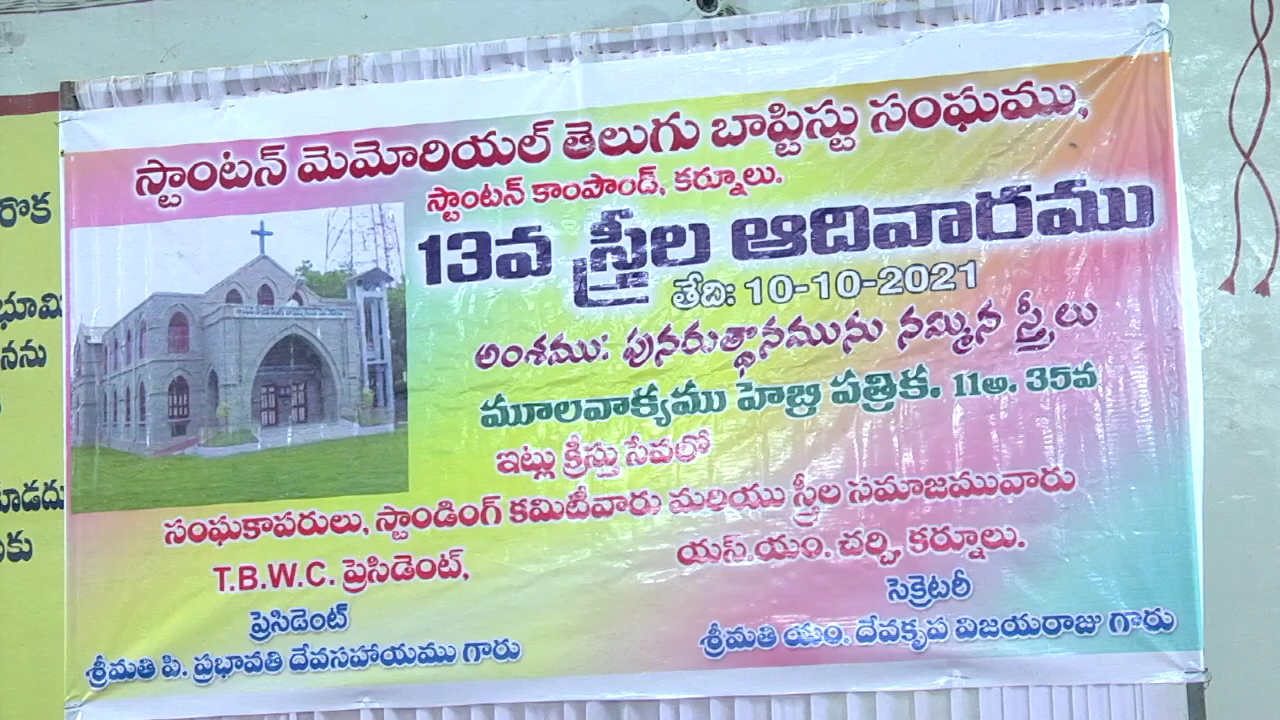 స్టాంటన్ మెమోరియల్ తెలుగు బాప్టిస్టు సంఘము,
స్టాంటన్ కాంపౌండ్, కర్నూలు.
13వ స్త్రీల ఆదివారము
తేది: 10-10-2021
అంశము: పునరుత్థానమును నమ్మిన స్త్రీలు
మూలవాక్యము హెబ్రి పత్రిక. 11అ. 35వ
ఇట్లు క్రీస్తు సేవలో
సంఘకాపరులు, స్టాండింగ్ కమిటీవారు మరియు స్త్రీల సమాజమువారు
T.B.W.C. ప్రెసిడెంట్, యస్.యం. చర్చి, కర్నూలు.
ప్రెసిడెంట్ సెక్రెటరీ
శ్రీమతి పి. ప్రభావతి దేవసహాయము గారు శ్రీమతి యం. దేవకృప విజయరాజు గారు